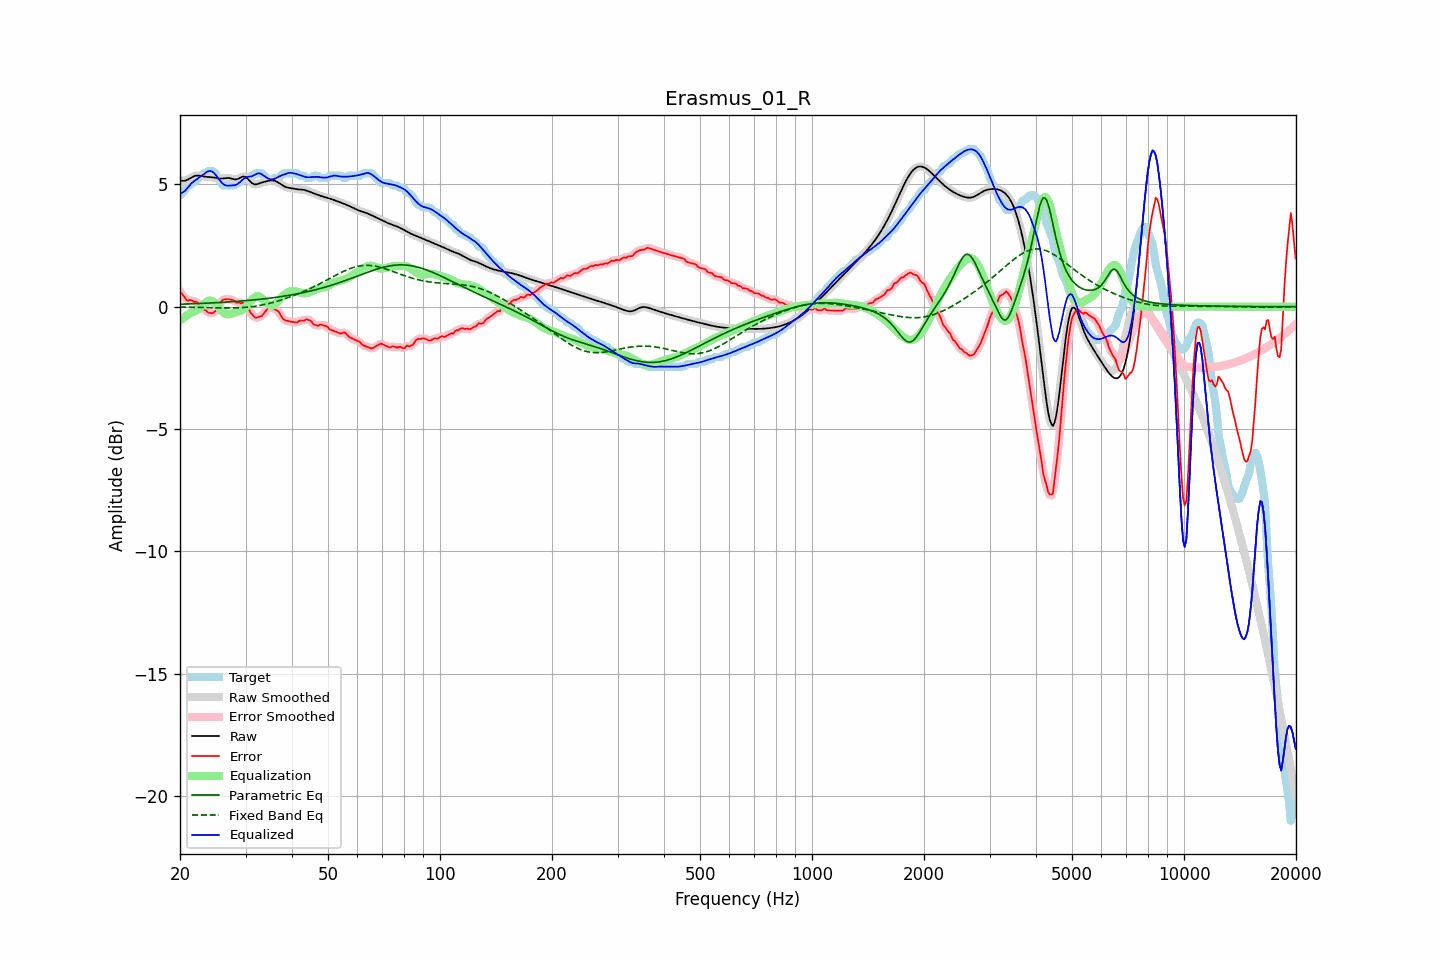 Erasmus_01_R
Amplitude (dBr)
5
0
−5
−10
−15
−20
Target
Raw Smoothed
Error Smoothed
Raw
Error
Equalization
Parametric Eq
Fixed Band Eq
Equalized
20 50 100 200 500 1000 2000 5000 10000 20000
Frequency (Hz)